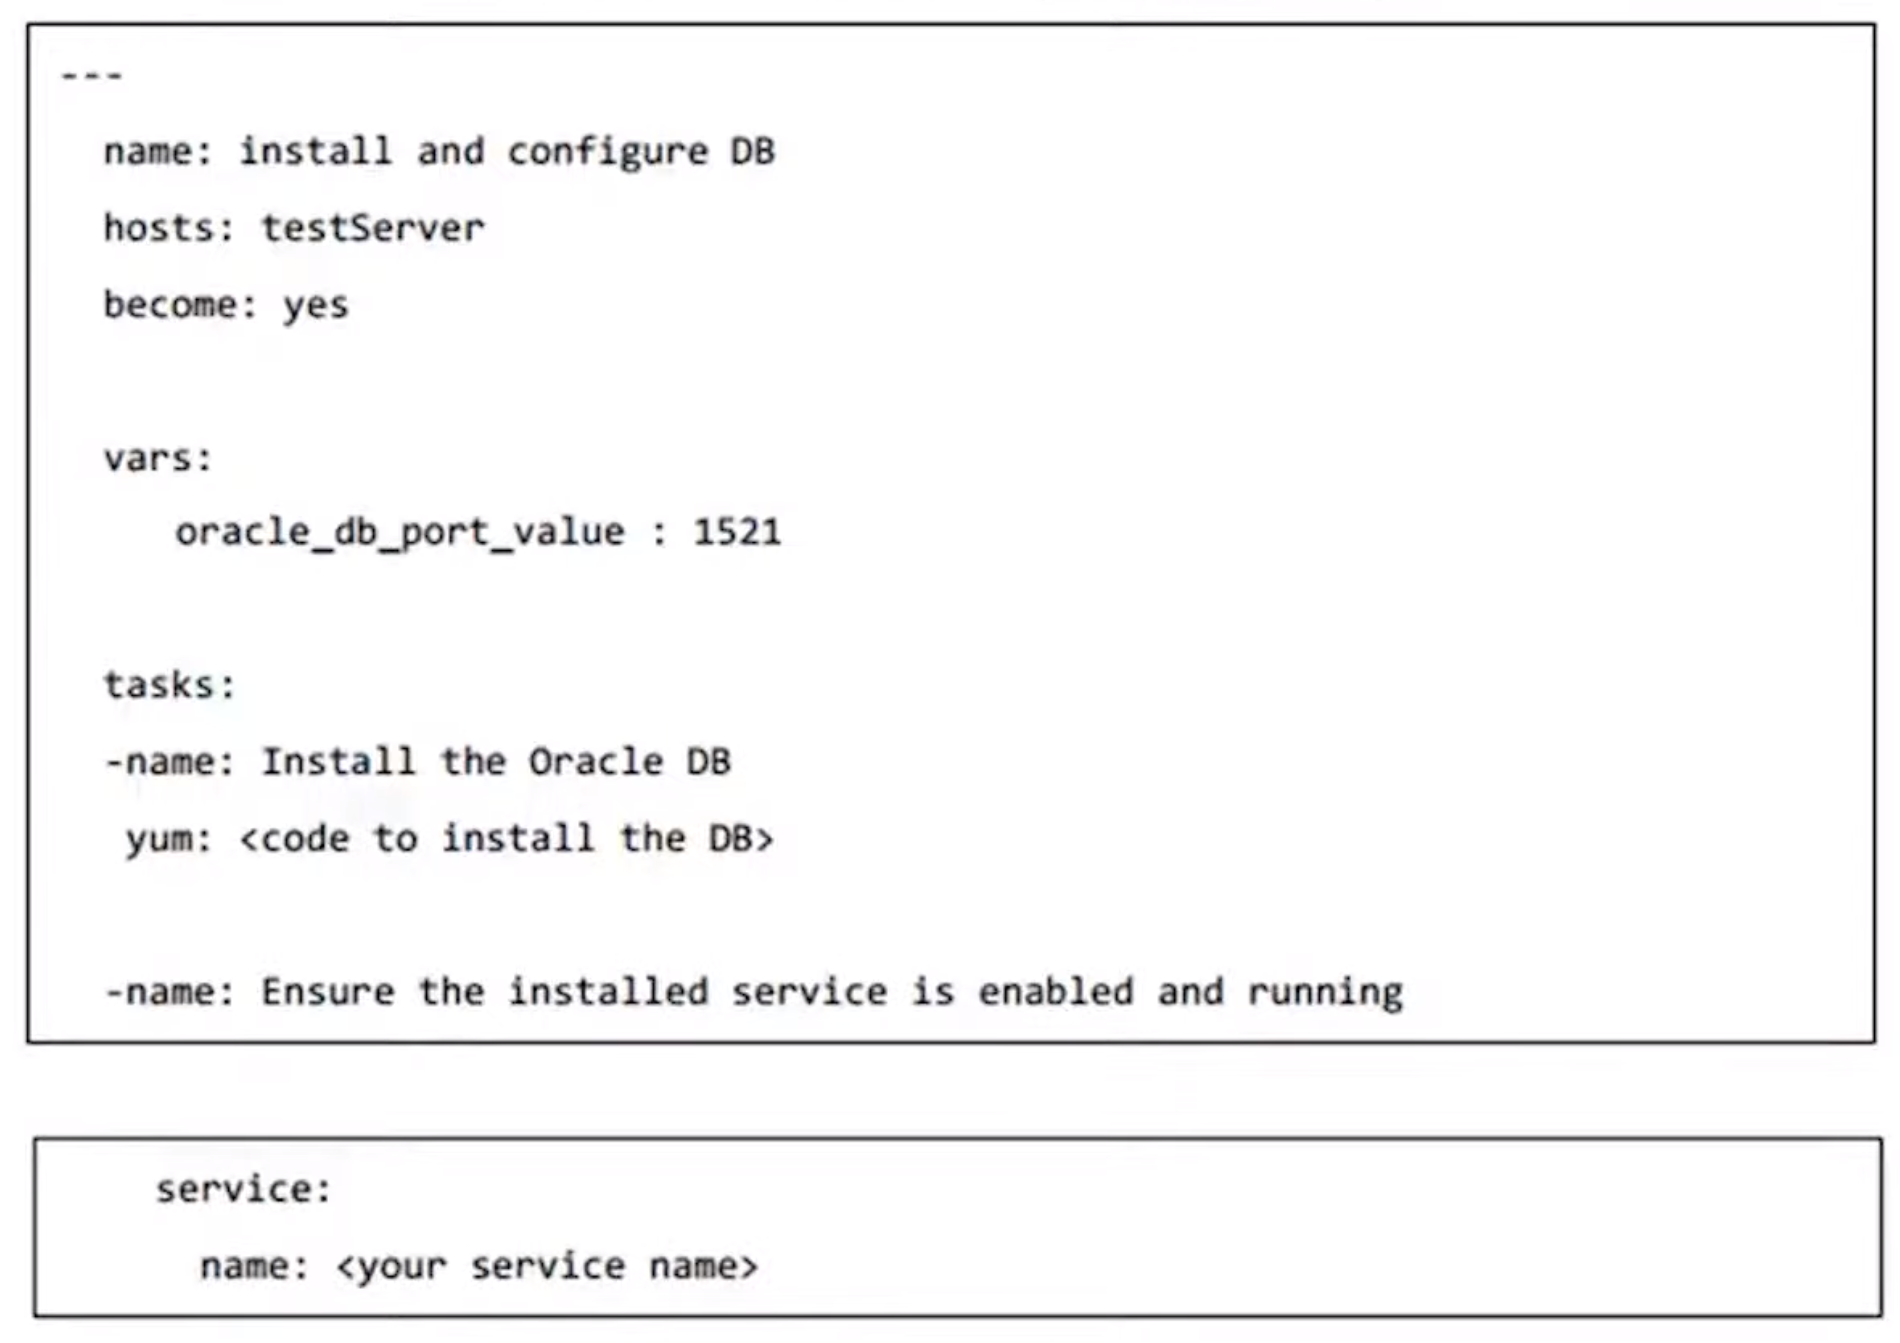 ---
name: install and configure DB
hosts: testServer
become: yes
vars:
oracle_db_port_value : 1521
tasks:
-name: Install the Oracle DB
yum: <code to install the DB>
-name: Ensure the installed service is enabled and running
service:
name: <your service name>